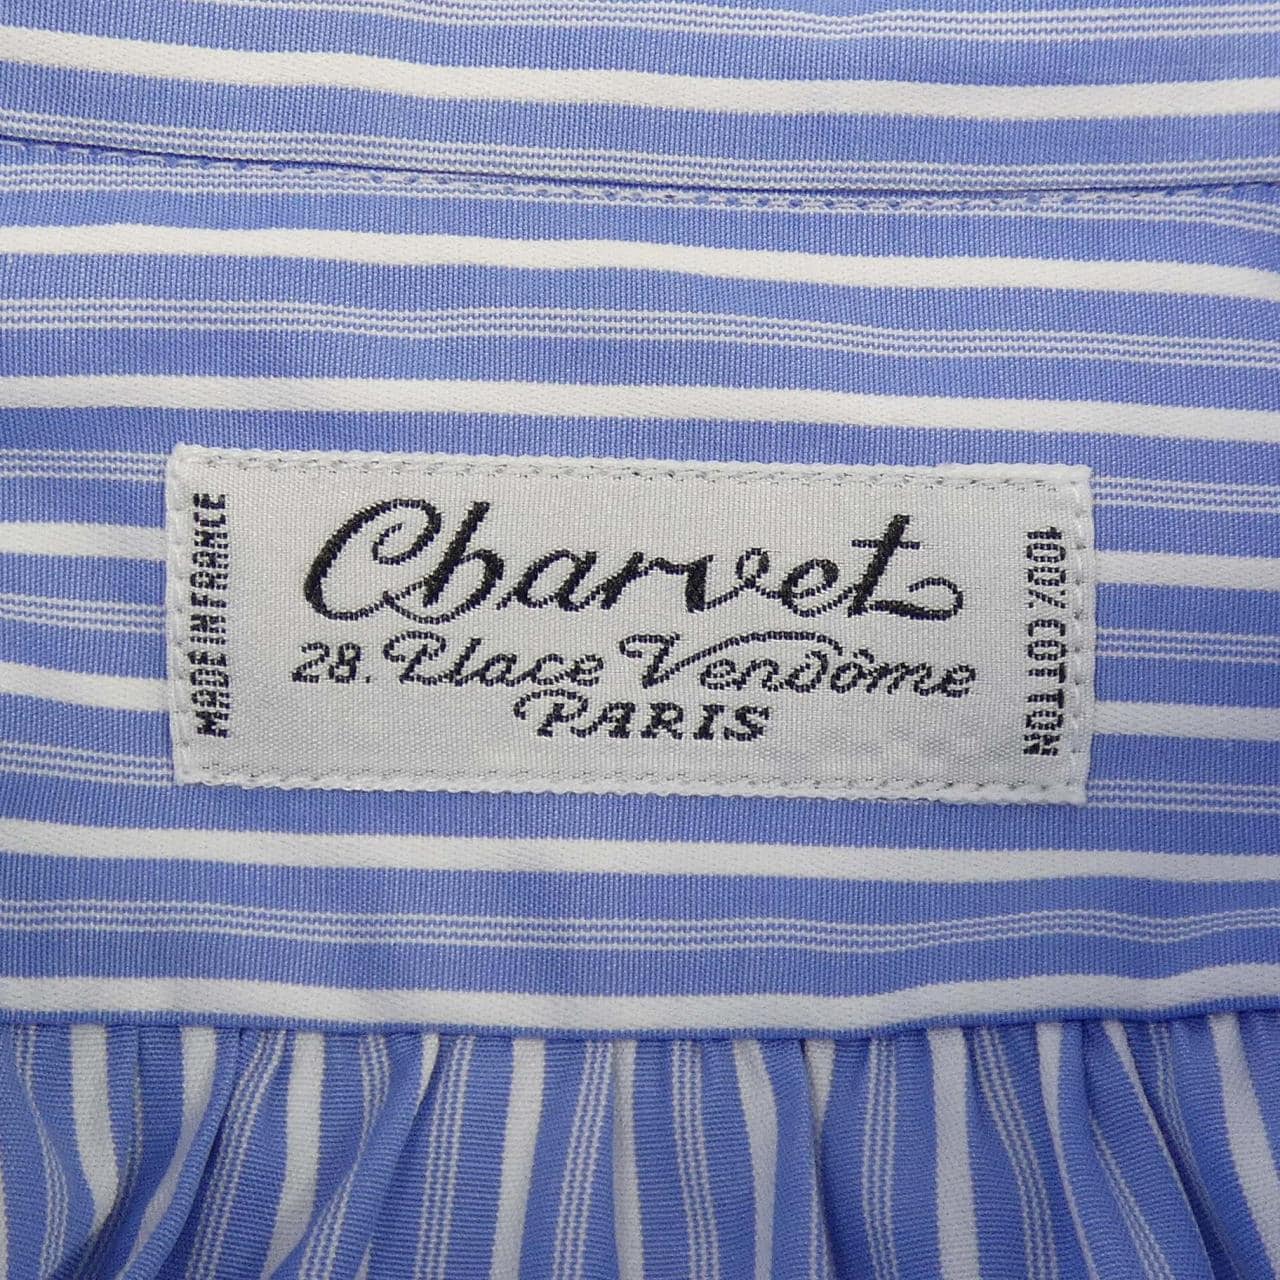 MADE IN FRANCE
Charvet
28. Place Vendôme
PARIS
100% COTTON